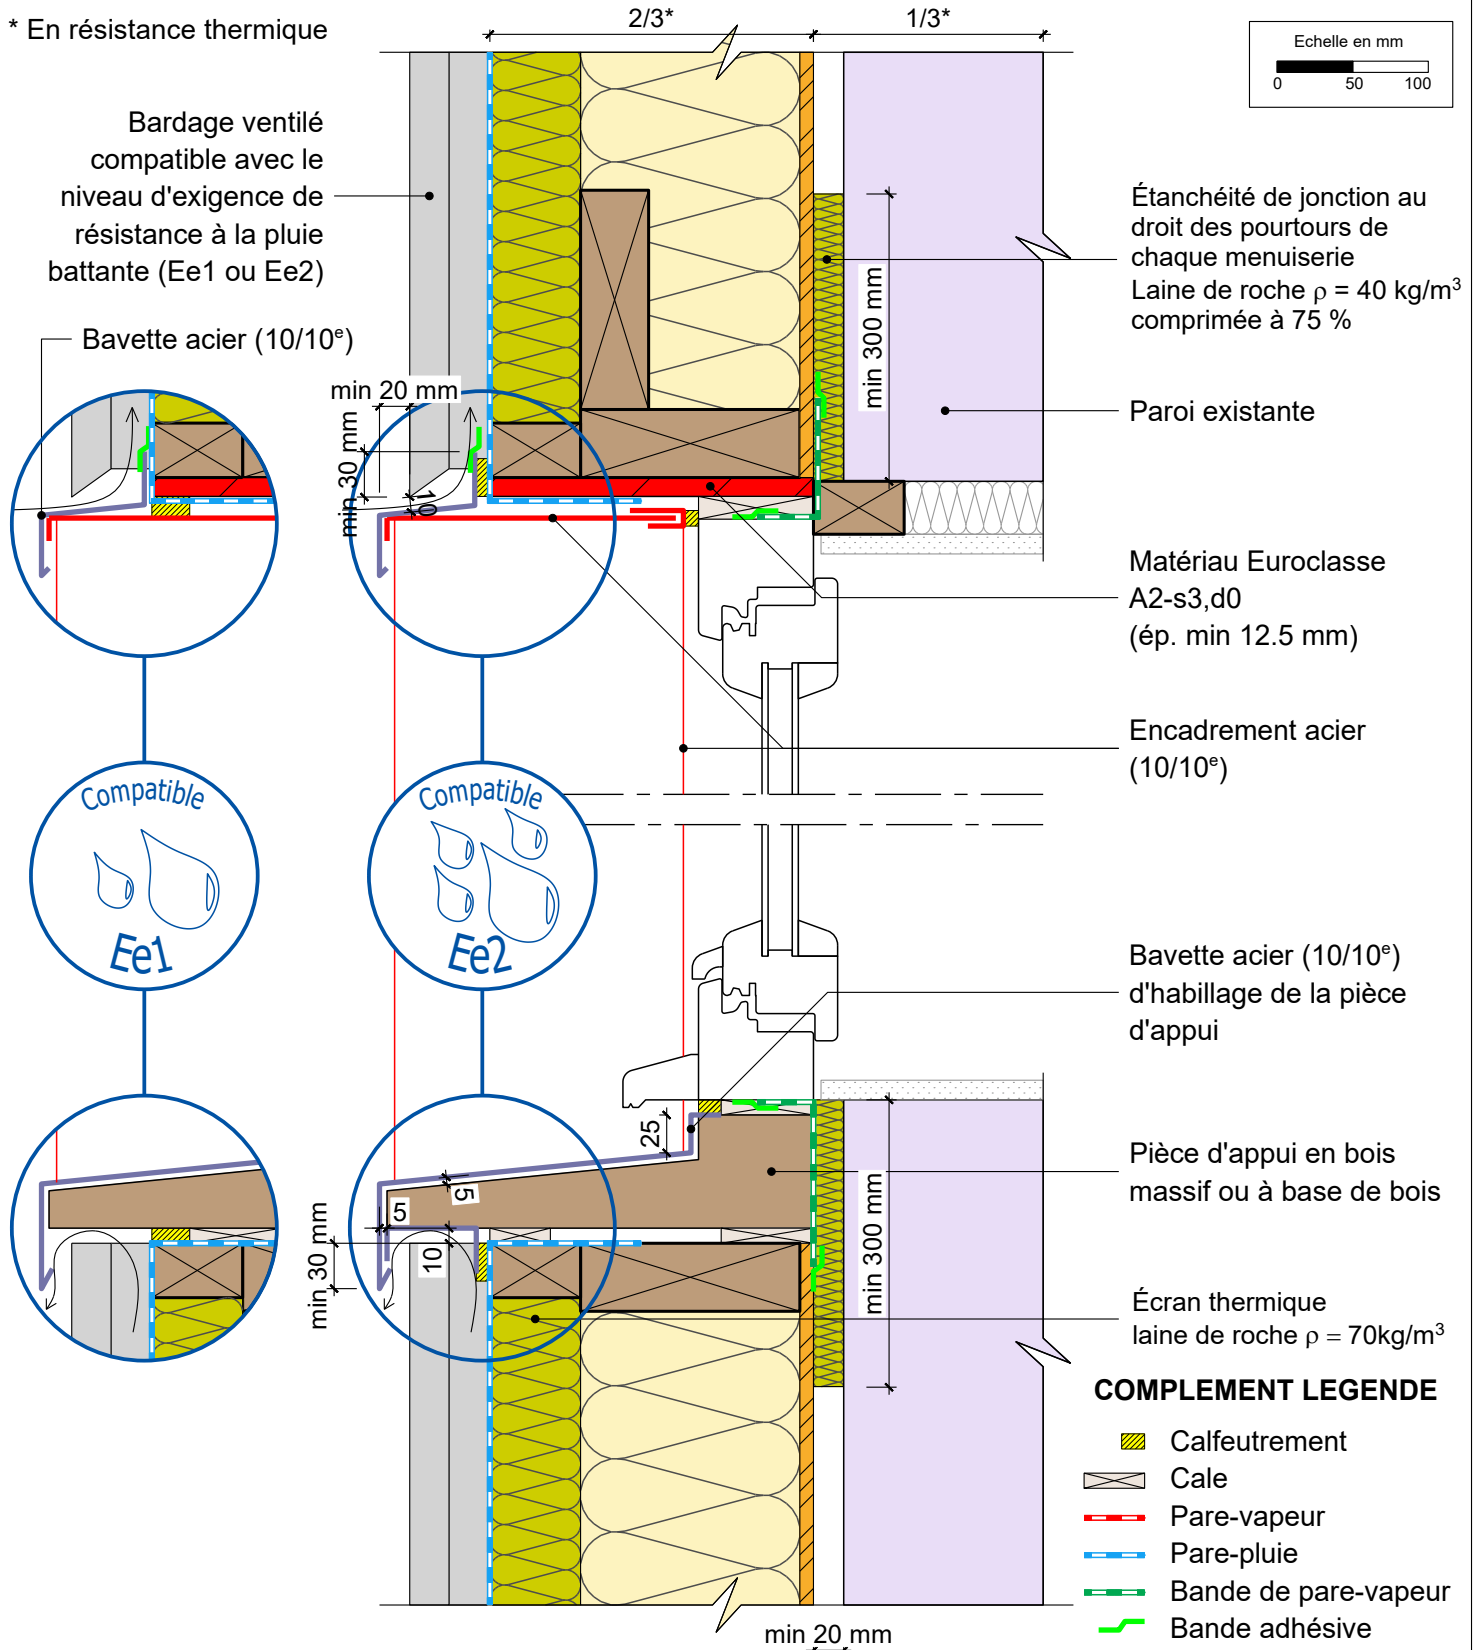 * En résistance thermique
2/3*
1/3*
Echelle en mm
0 50 100
Bardage ventilé
compatible avec le
niveau d'exigence de
résistance à la pluie
battante (Ee1 ou Ee2)
Étanchéité de jonction au
droit des pourtours de
chaque menuiserie
Laine de roche ρ = 40 kg/m³
comprimée à 75 %
min 300 mm
Bavette acier (10/10ᵉ)
min 20 mm
min 30 mm
10
Paroi existante
Matériau Euroclasse
A2-s3,d0
(ép. min 12.5 mm)
Encadrement acier
(10/10ᵉ)
Compatible
Ee1
Compatible
Ee2
Bavette acier (10/10ᵉ)
d'habillage de la pièce
d'appui
25
5
5
10
min 30 mm
min 300 mm
Pièce d'appui en bois
massif ou à base de bois
Écran thermique
laine de roche ρ = 70kg/m³
COMPLEMENT LEGENDE
Calfeutrement
Cale
Pare-vapeur
Pare-pluie
Bande de pare-vapeur
Bande adhésive
min 20 mm